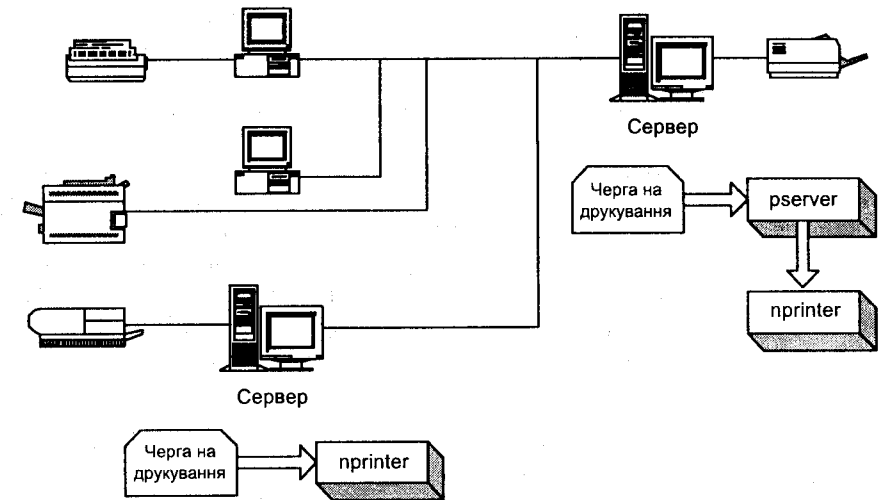 Сервер
Черга на
друкування
pserver
nprinter
Сервер
Черга на
друкування
nprinter